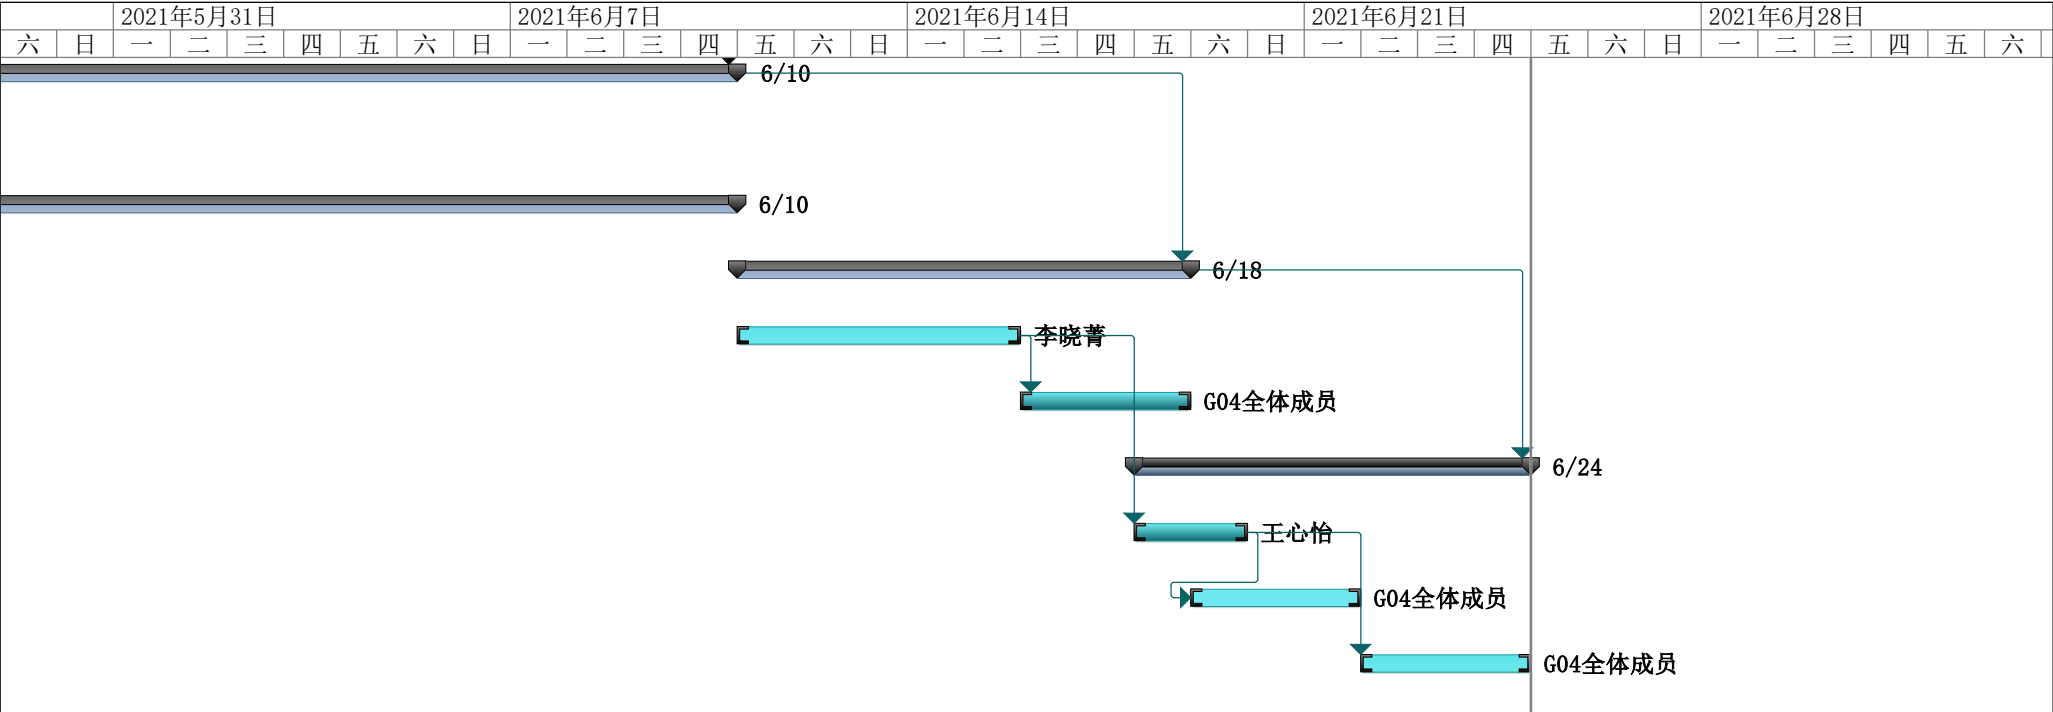 2021年5月31日 2021年6月7日 2021年6月14日 2021年6月21日 2021年6月28日
六 日 一 二 三 四 五 六 日 一 二 三 四 五 六 日 一 二 三 四 五 六 日 一 二 三 四 五 六 日 一 二 三 四 五 六
6/10
6/10
6/18
李晓菁
G04全体成员
6/24
王心怡
G04全体成员
G04全体成员